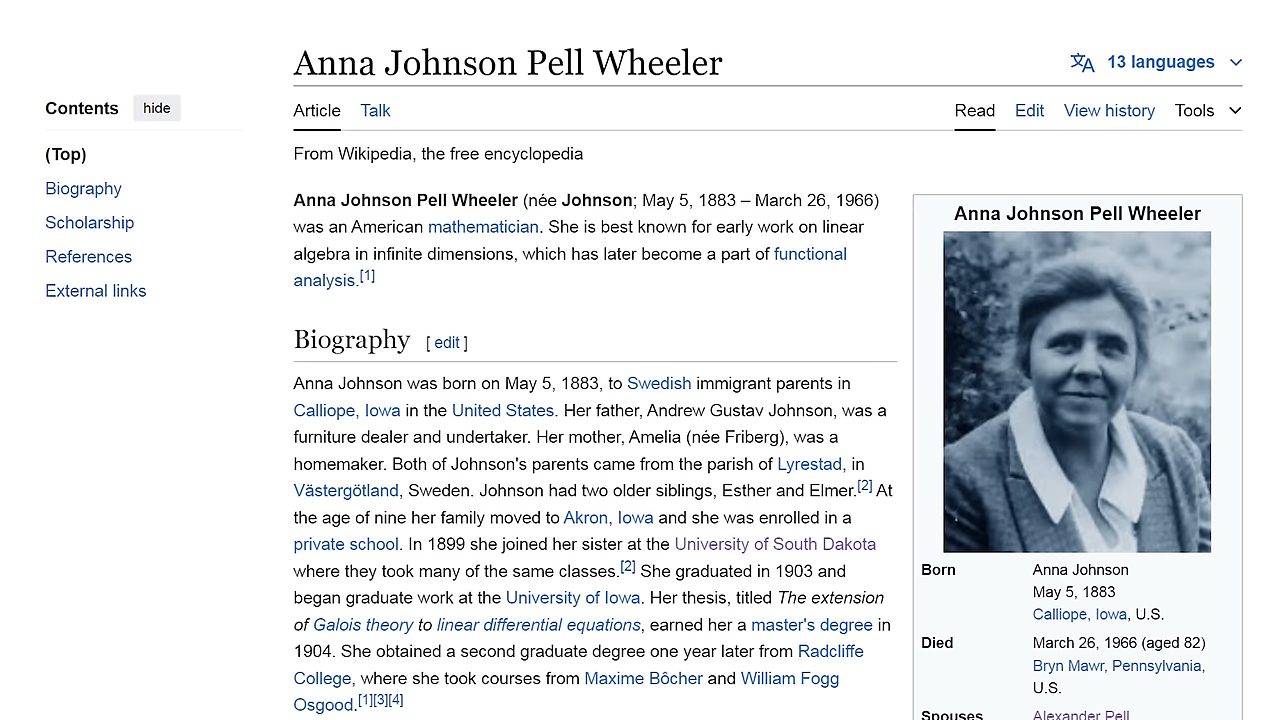 Anna Johnson Pell Wheeler
13 languages
Contents hide
Article Talk
Read Edit View history Tools
(Top)
Biography
Scholarship
References
External links
From Wikipedia, the free encyclopedia
Anna Johnson Pell Wheeler (née Johnson; May 5, 1883 – March 26, 1966)
was an American mathematician. She is best known for early work on linear
algebra in infinite dimensions, which has later become a part of functional
analysis.[1]
Biography [ edit ]
Anna Johnson was born on May 5, 1883, to Swedish immigrant parents in
Calliope, Iowa in the United States. Her father, Andrew Gustav Johnson, was a
furniture dealer and undertaker. Her mother, Amelia (née Friberg), was a
homemaker. Both of Johnson's parents came from the parish of Lyrestad, in
Västergötland, Sweden. Johnson had two older siblings, Esther and Elmer.[2] At
the age of nine her family moved to Akron, Iowa and she was enrolled in a
private school. In 1899 she joined her sister at the University of South Dakota
where they took many of the same classes.[2] She graduated in 1903 and
began graduate work at the University of Iowa. Her thesis, titled The extension
of Galois theory to linear differential equations, earned her a master's degree in
1904. She obtained a second graduate degree one year later from Radcliffe
College, where she took courses from Maxime Bôcher and William Fogg
Osgood.[1][3][4]
Anna Johnson Pell Wheeler
Born Anna Johnson
May 5, 1883
Calliope, Iowa, U.S.
Died March 26, 1966 (aged 82)
Bryn Mawr, Pennsylvania,
U.S.
Spouses Alexander Pell